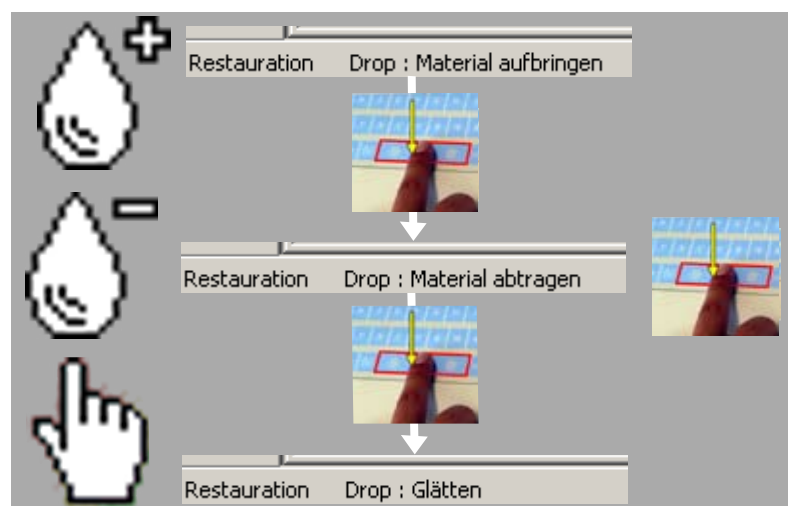 Restauration Drop : Material aufbringen
Restauration Drop : Material abtragen
Restauration Drop : Glätten